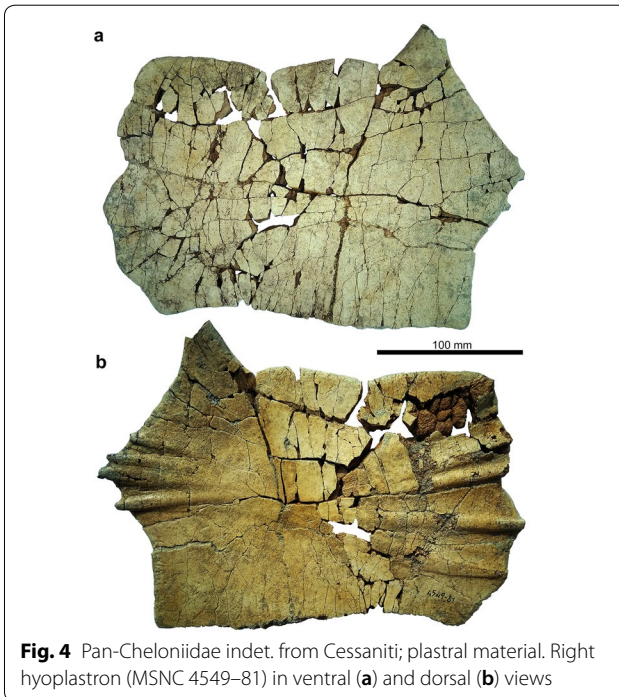 a
100 mm
b
4549-81
Fig. 4 Pan-Cheloniidae indet. from Cessaniti; plastral material. Right
hyoplastron (MSNC 4549–81) in ventral (a) and dorsal (b) views